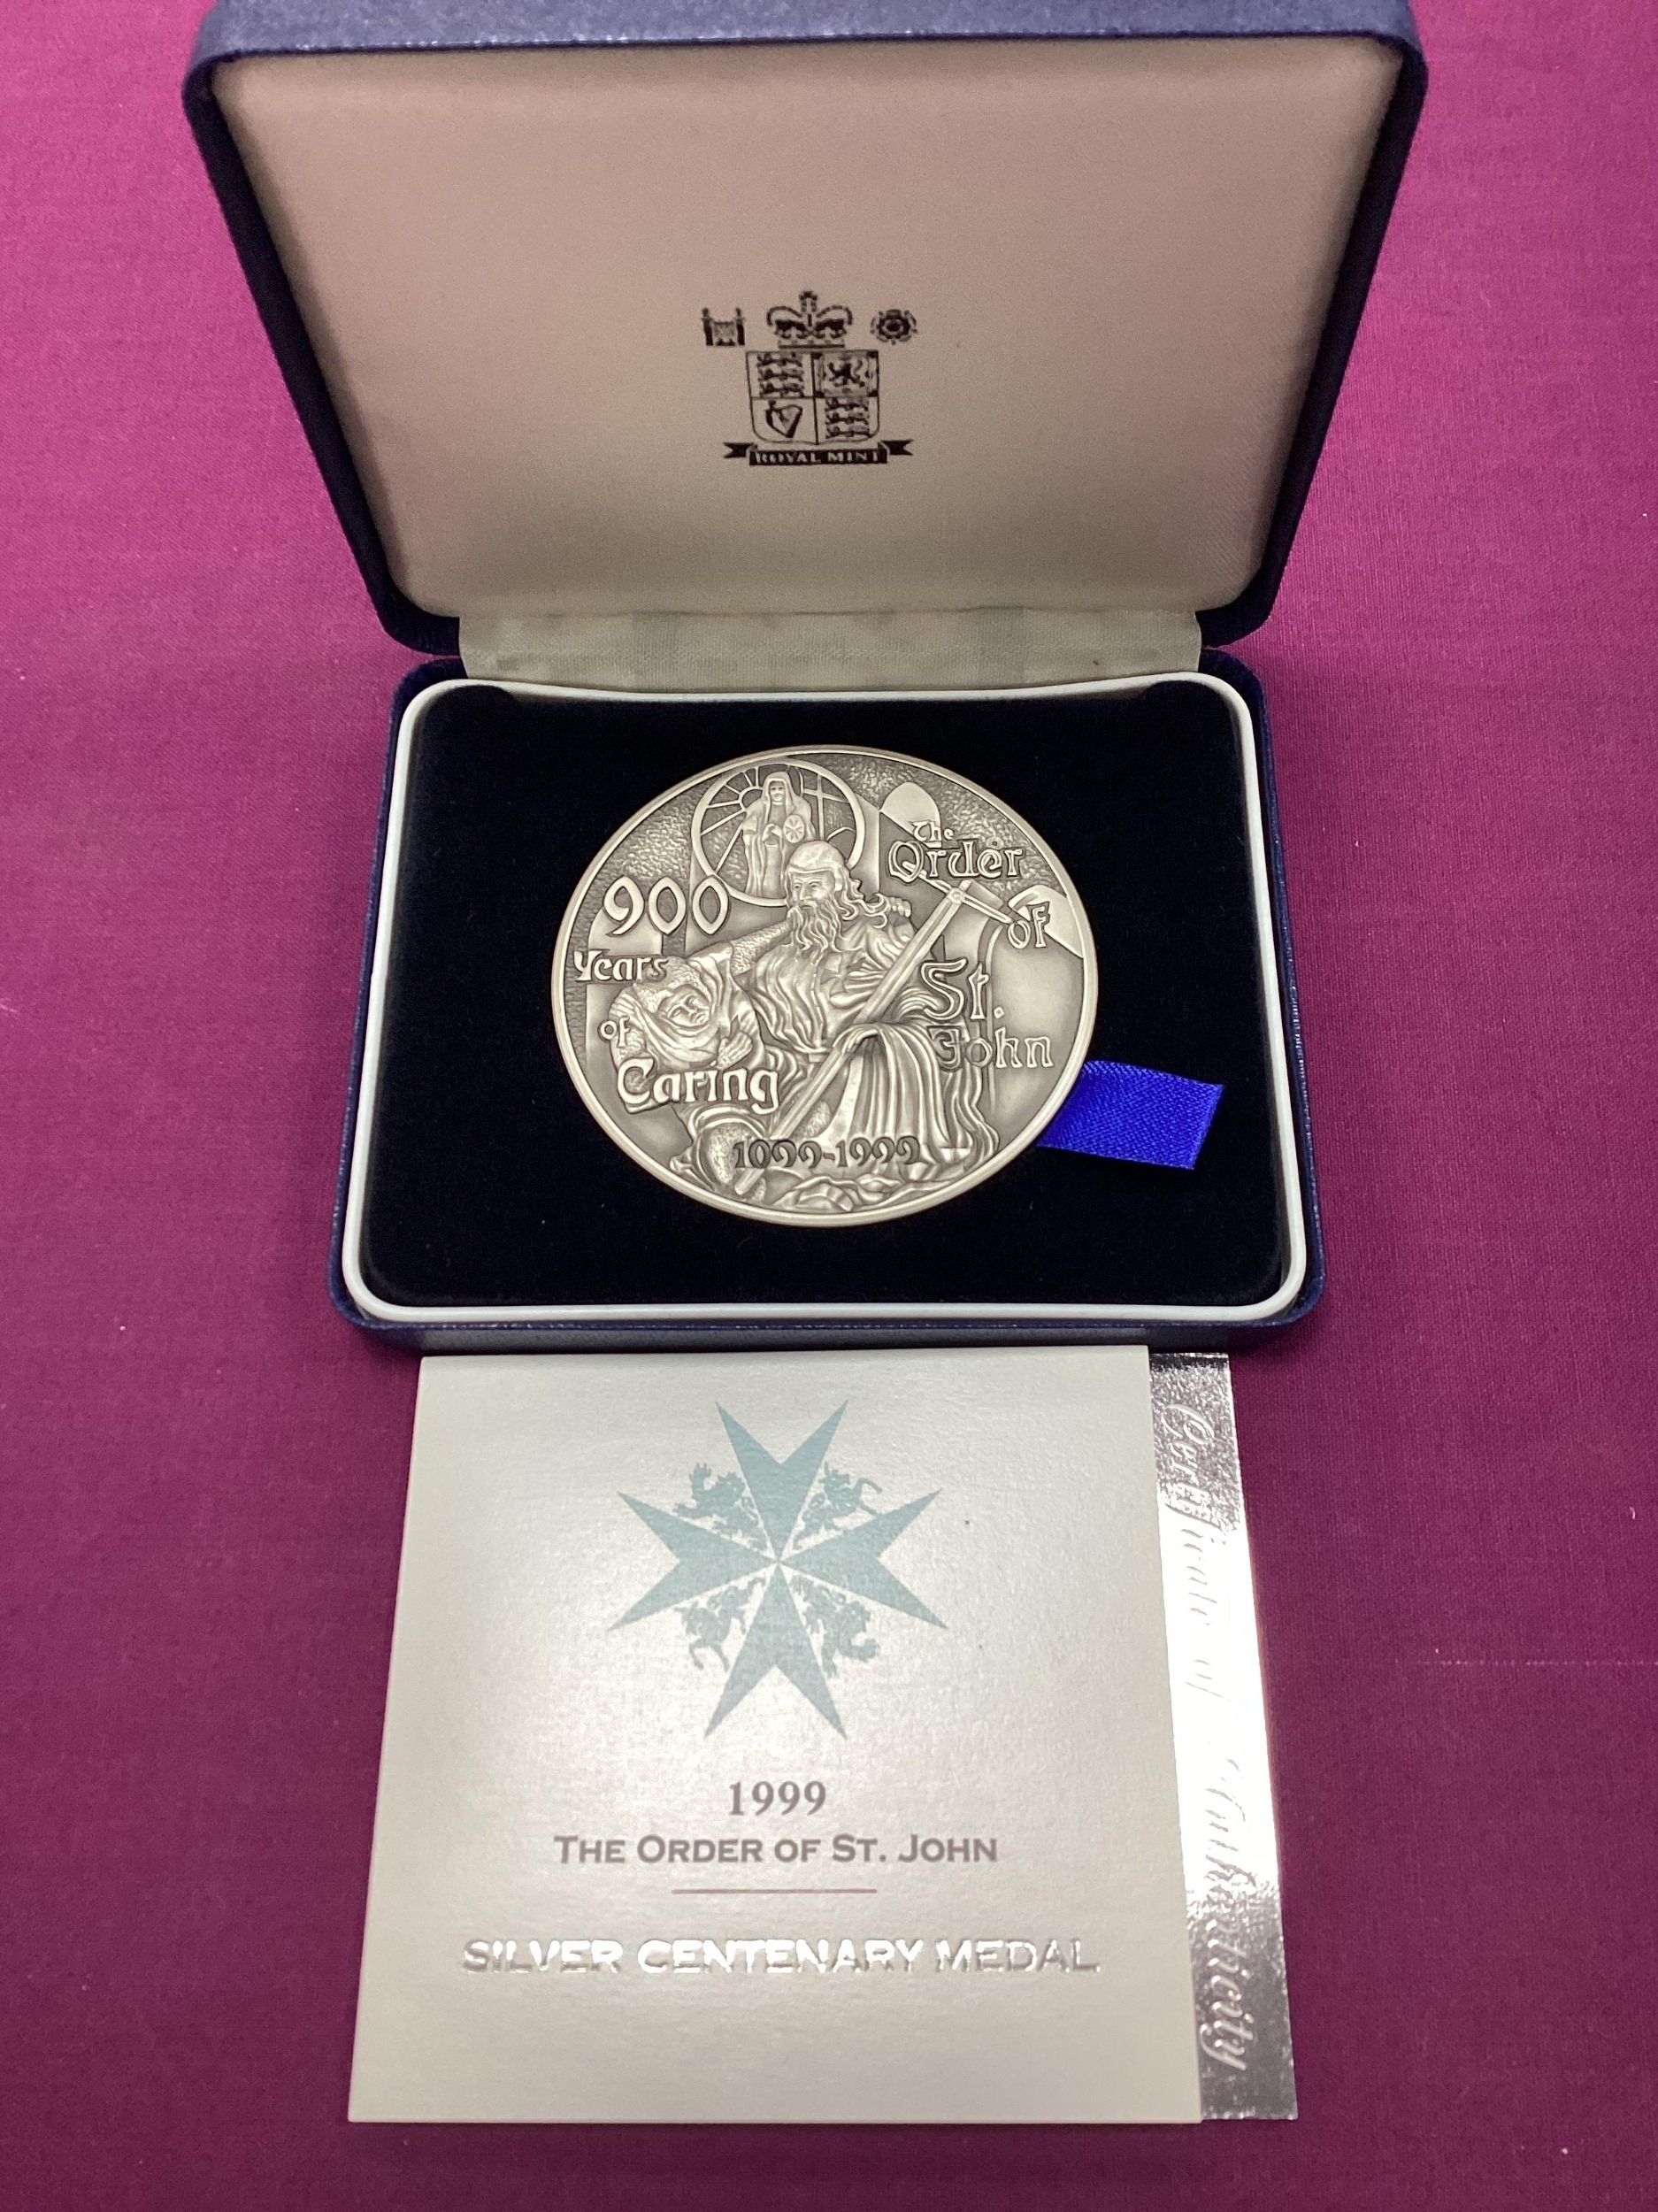 ROYAL MINT
900
Years
of
Caring
The
Order
of
St.
John
1099-1999
1999
THE ORDER OF ST. JOHN
SILVER CENTENARY MEDAL
Certificate of Authenticity